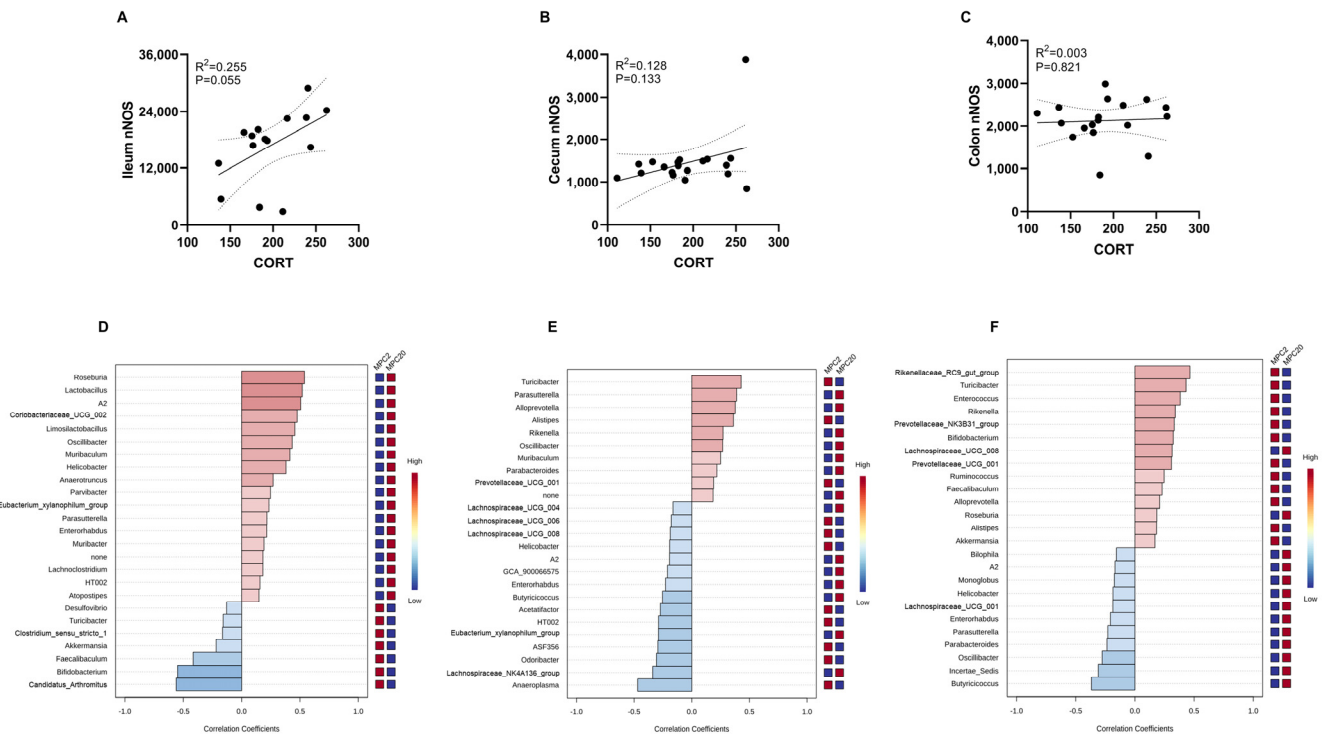 A
R²=0.255
P=0.055
36,000
24,000
12,000
0
Ileum nNOS
100
150
200
250
300
CORT
B
R²=0.128
P=0.133
4,000
3,000
2,000
1,000
0
Cecum nNOS
100
150
200
250
300
CORT
C
R²=0.003
P=0.821
4,000
3,000
2,000
1,000
0
Colon nNOS
100
150
200
250
300
CORT
D
MPC2
MPC20
Roseburia
Lactobacillus
A2
Coriobacteriaceae_UCG_002
Limosilactobacillus
Oscillibacter
Muribaculum
Helicobacter
Anaerotruncus
Parvibacter
Eubacterium_xylanophilum_group
Parasutterella
Enterorhabdus
Muribacter
none
Lachnoclostridium
HT002
Atopostipes
Desulfovibrio
Turicibacter
Clostridium_sensu_stricto_1
Akkermansia
Faecalibaculum
Bifidobacterium
Candidatus_Arthromitus
-1.0
-0.5
0.0
0.5
1.0
Correlation Coefficients
High
Low
E
MPC2
MPC20
Turicibacter
Parasutterella
Alloprevotella
Alistipes
Rikenella
Oscillibacter
Muribaculum
Parabacteroides
Prevotellaceae_UCG_001
none
Lachnospiraceae_UCG_004
Lachnospiraceae_UCG_006
Lachnospiraceae_UCG_008
Helicobacter
A2
GCA_900066575
Enterorhabdus
Butyricicoccus
Acetatifactor
HT002
Eubacterium_xylanophilum_group
ASF356
Odoribacter
Lachnospiraceae_NK4A136_group
Anaeroplasma
-1.0
-0.5
0.0
0.5
1.0
Correlation Coefficients
High
Low
F
MPC2
MPC20
Rikenellaceae_RC9_gut_group
Turicibacter
Enterococcus
Rikenella
Prevotellaceae_NK3B31_group
Bifidobacterium
Lachnospiraceae_UCG_008
Prevotellaceae_UCG_001
Ruminococcus
Faecalibaculum
Alloprevotella
Roseburia
Alistipes
Akkermansia
Bilophila
A2
Monoglobus
Helicobacter
Lachnospiraceae_UCG_001
Enterorhabdus
Parasutterella
Parabacteroides
Oscillibacter
Incertae_Sedis
Butyricicoccus
-1.0
-0.5
0.0
0.5
1.0
Correlation Coefficients
High
Low